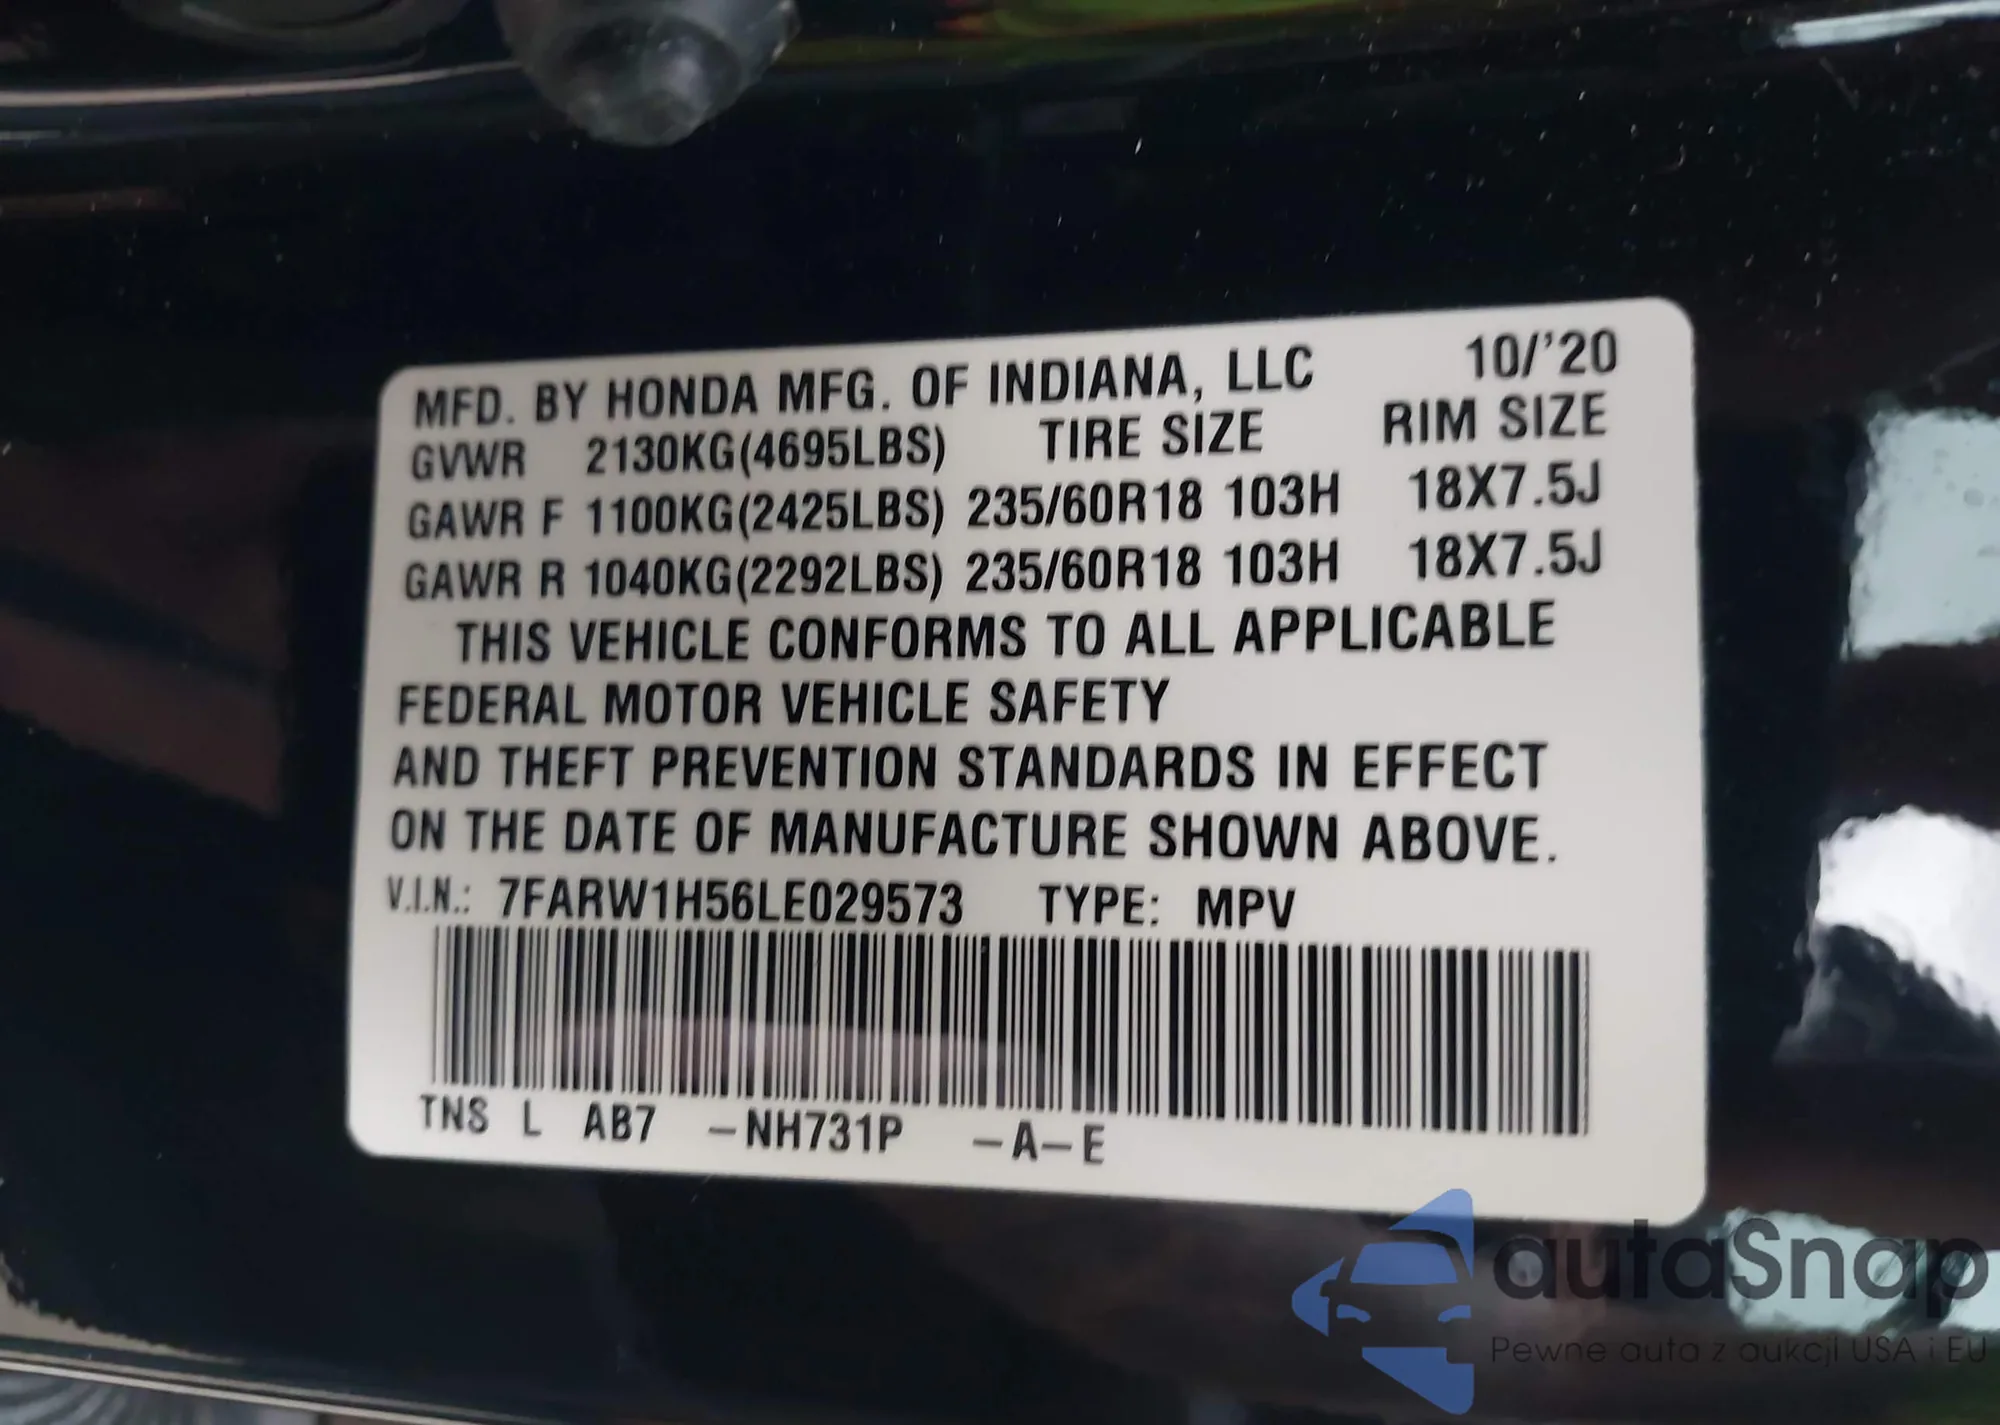 MFD. BY HONDA MFG. OF INDIANA, LLC 10/'20
GVWR 2130KG(4695LBS) TIRE SIZE RIM SIZE
GAWR F 1100KG(2425LBS) 235/60R18 103H 18X7.5J
GAWR R 1040KG(2292LBS) 235/60R18 103H 18X7.5J
THIS VEHICLE CONFORMS TO ALL APPLICABLE
FEDERAL MOTOR VEHICLE SAFETY
AND THEFT PREVENTION STANDARDS IN EFFECT
ON THE DATE OF MANUFACTURE SHOWN ABOVE.
V.I.N.: 7FARW1H56LE029573 TYPE: MPV
TNS L AB7 -NH731P -A-E
autaSnap
Pewne auta z aukcji USA i EU